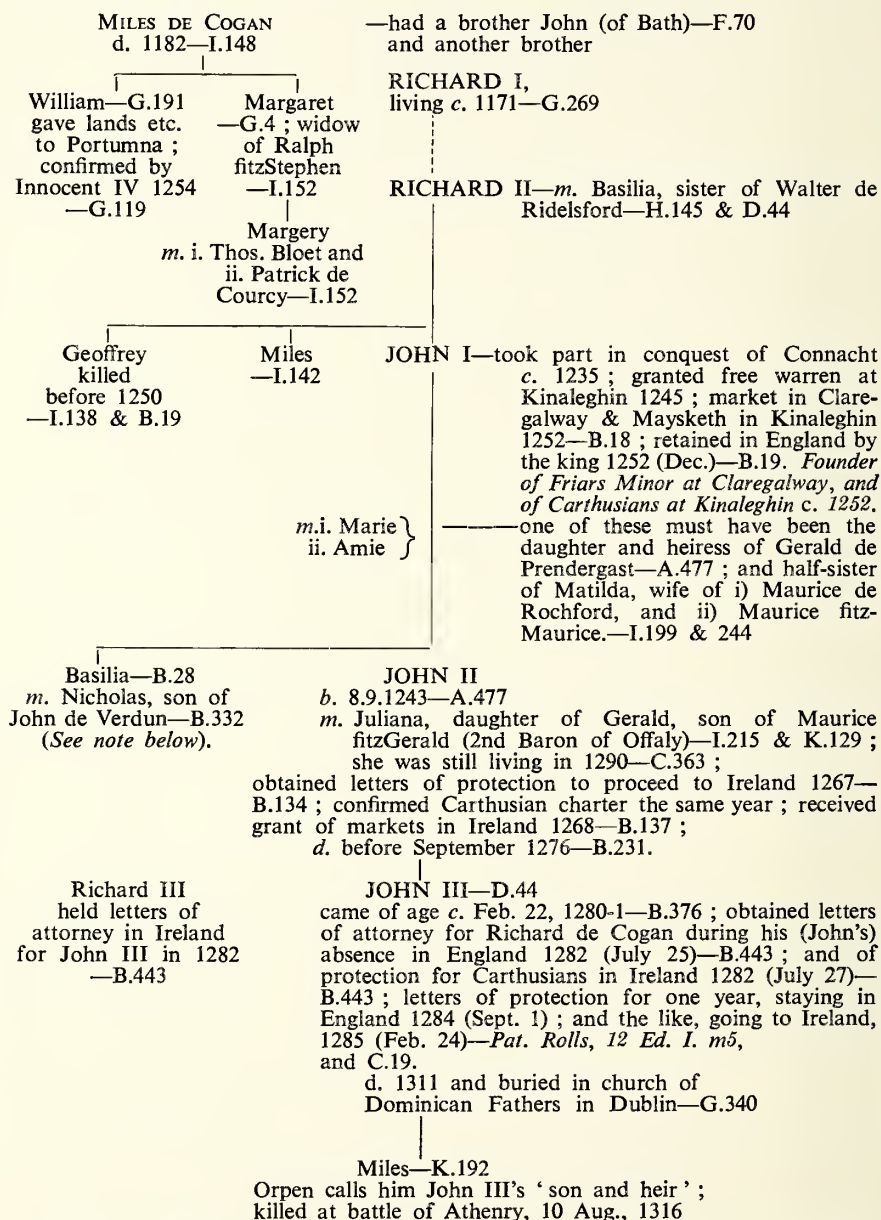 MILES DE COGAN
d. 1182—I.148
—had a brother John (of Bath)—F.70
and another brother
RICHARD I,
living c. 1171—G.269
William—G.191
gave lands etc.
to Portumna ;
confirmed by
Innocent IV 1254
—G.119
Margaret
—G.4 ; widow
of Ralph
fitzStephen
—I.152
Margery
m. i. Thos. Bloet and
ii. Patrick de
Courcy—I.152
RICHARD II—m. Basilia, sister of Walter de
Ridelsford—H.145 & D.44
Geoffrey
killed
before 1250
—I.138 & B.19
Miles
—I.142
JOHN I—took part in conquest of Connacht
c. 1235 ; granted free warren at
Kinaleghin 1245 ; market in Clare-
galway & Maysketh in Kinaleghin
1252—B.18 ; retained in England by
the king 1252 (Dec.)—B.19. Founder
of Friars Minor at Claregalway, and
of Carthusians at Kinaleghin c. 1252.
m.i. Marie }
ii. Amie
———one of these must have been the
daughter and heiress of Gerald de
Prendergast—A.477 ; and half-sister
of Matilda, wife of i) Maurice de
Rochford, and ii) Maurice fitz-
Maurice.—I.199 & 244
Basilia—B.28
m. Nicholas, son of
John de Verdun—B.332
(See note below).
JOHN II
b. 8.9.1243—A.477
m. Juliana, daughter of Gerald, son of Maurice
fitzGerald (2nd Baron of Offaly)—I.215 & K.129 ;
she was still living in 1290—C.363 ;
obtained letters of protection to proceed to Ireland 1267—
B.134 ; confirmed Carthusian charter the same year ; received
grant of markets in Ireland 1268—B.137 ;
d. before September 1276—B.231.
Richard III
held letters of
attorney in Ireland
for John III in 1282
—B.443
JOHN III—D.44
came of age c. Feb. 22, 1280-1—B.376 ; obtained letters
of attorney for Richard de Cogan during his (John's)
absence in England 1282 (July 25)—B.443 ; and of
protection for Carthusians in Ireland 1282 (July 27)—
B.443 ; letters of protection for one year, staying in
England 1284 (Sept. 1) ; and the like, going to Ireland,
1285 (Feb. 24)—Pat. Rolls, 12 Ed. I. m5,
and C.19.
d. 1311 and buried in church of
Dominican Fathers in Dublin—G.340
Miles—K.192
Orpen calls him John III's ‘ son and heir ’ ;
killed at battle of Athenry, 10 Aug., 1316